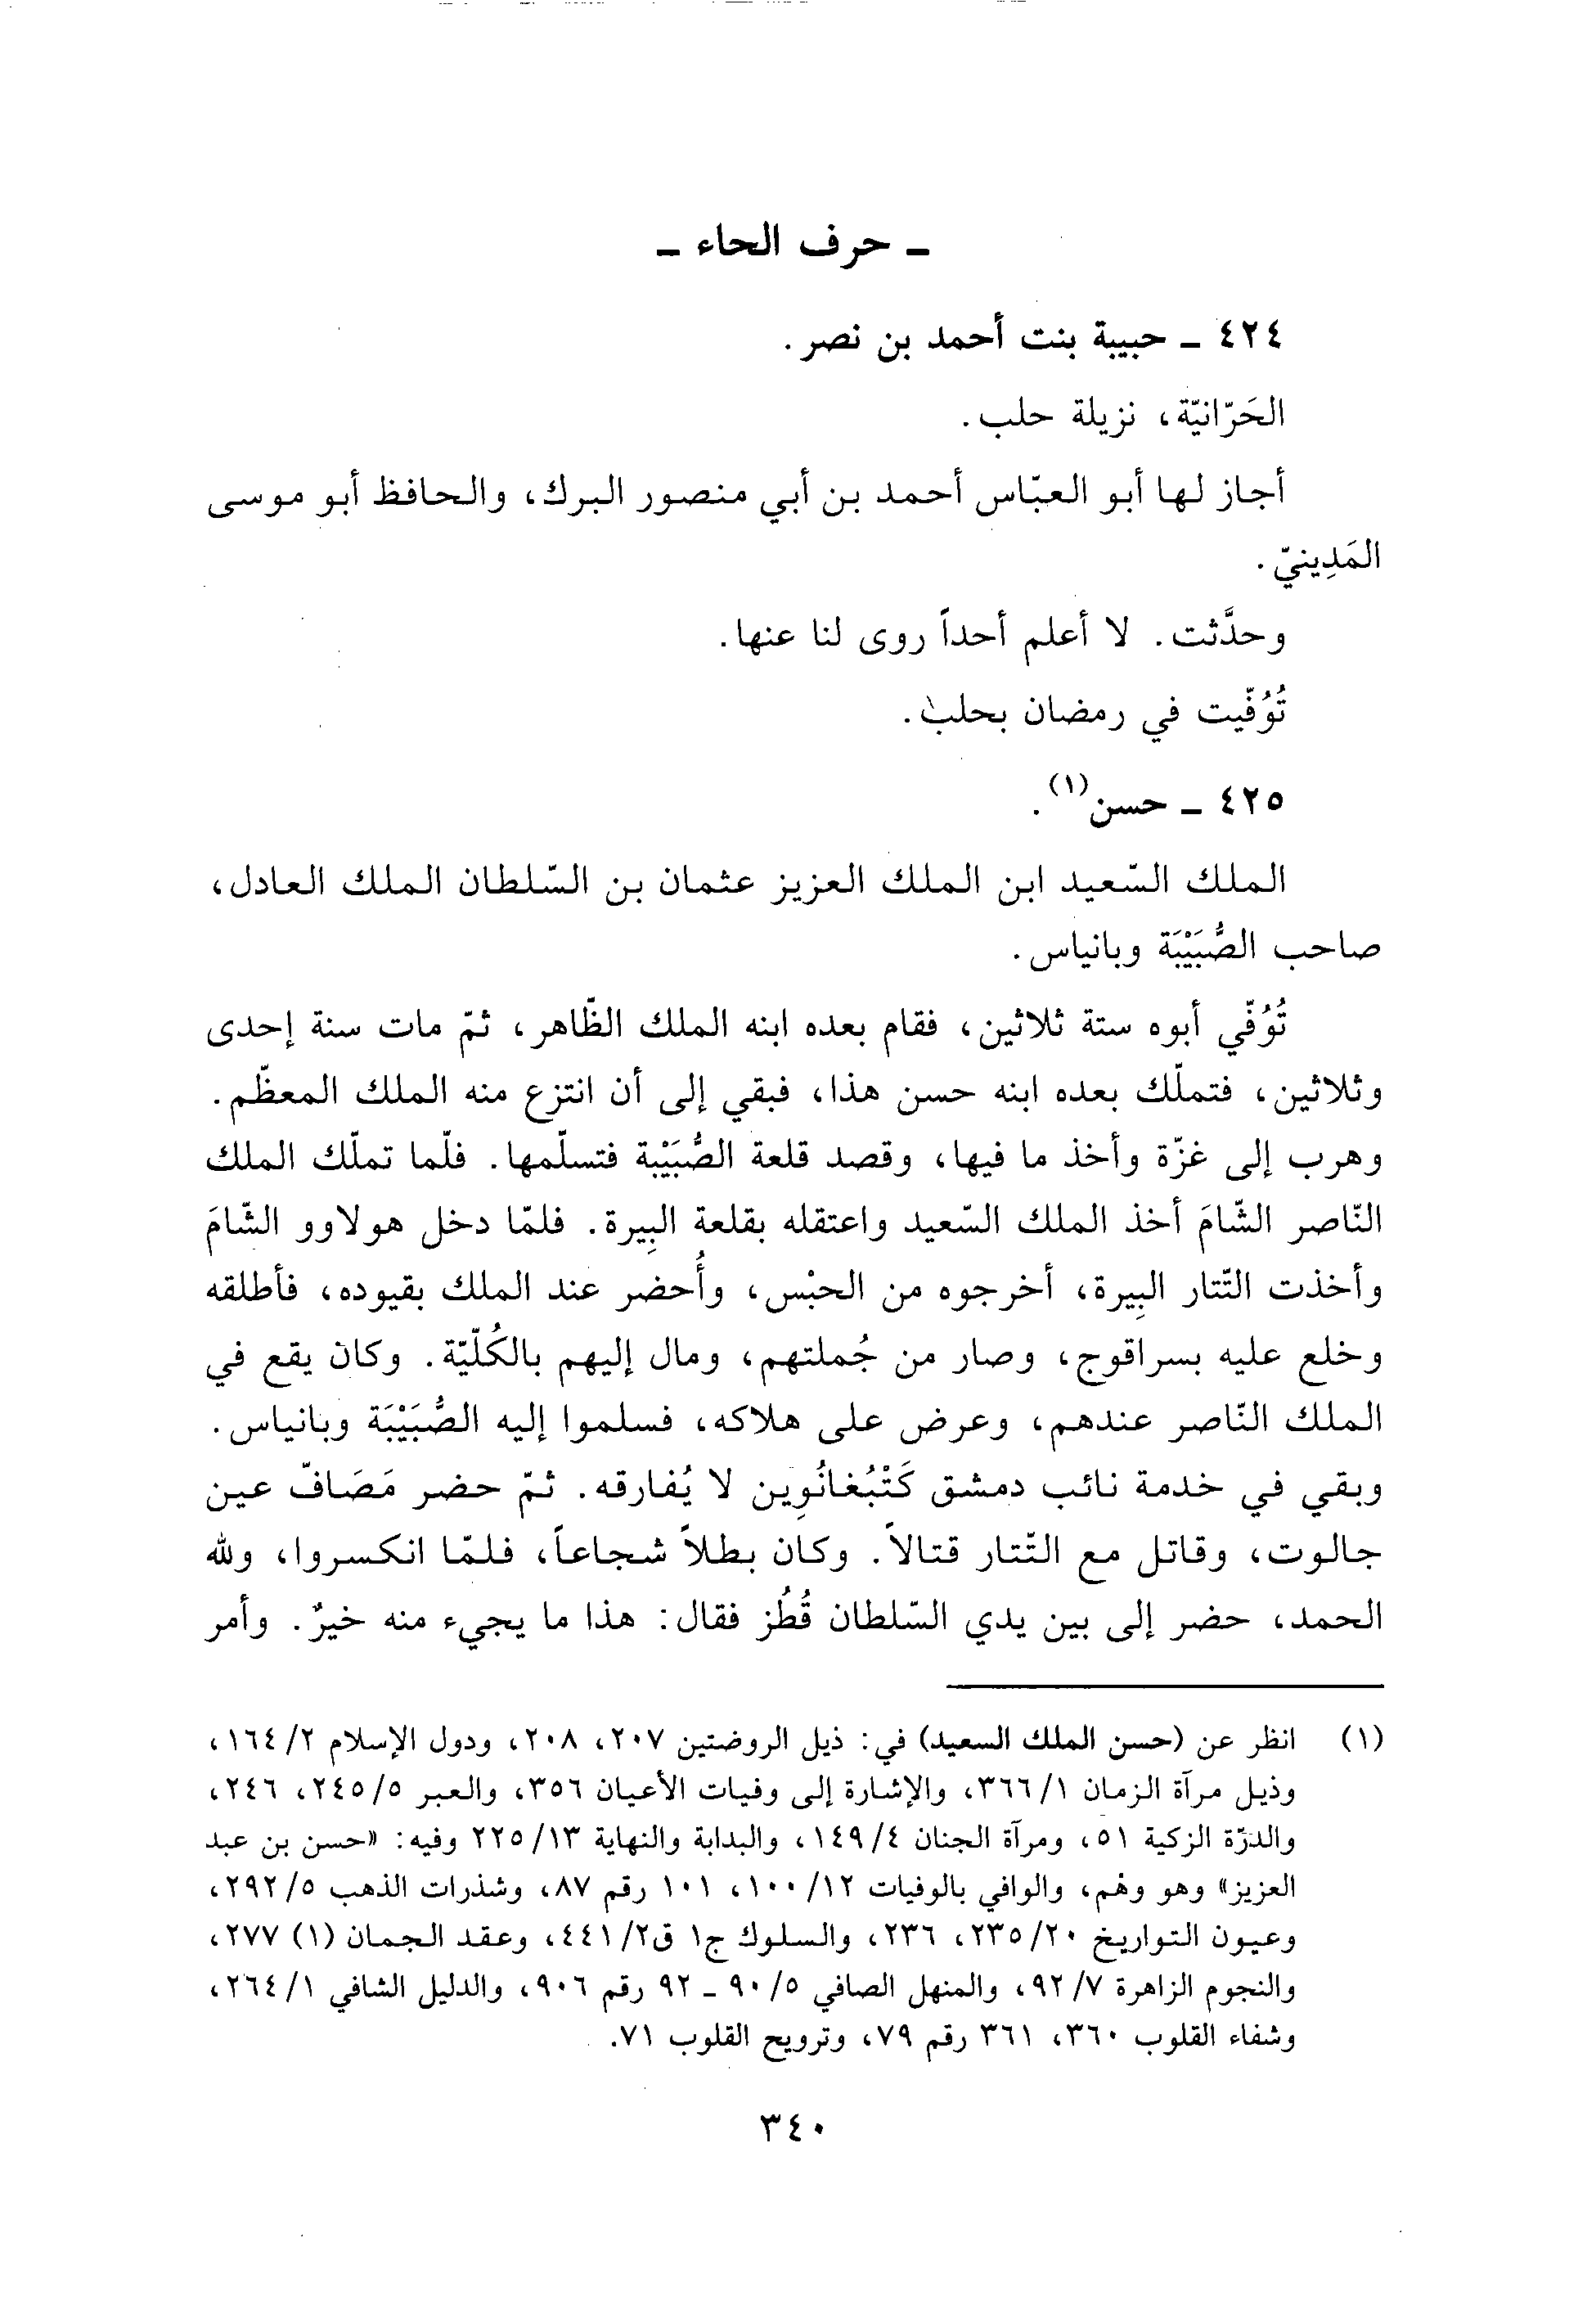 ـ حرف الحاء ـ
٤٢٤ ـ حبيبة بنت أحمد بن نصر.
الحَرّانيّة، نزيلة حلب.
أجاز لها أبو العبّاس أحمد بن أبي منصور البرك، والحافظ أبو موسى
المَدِينيّ.
وحدَّثت. لا أعلم أحداً روى لنا عنها.
تُوُفّيت في رمضان بحلب.
٤٢٥ ـ حسن(١).
الملك السّعيد ابن الملك العزيز عثمان بن السّلطان الملك العادل،
صاحب الصُّبَيْبَة وبانياس.
تُوُفّي أبوه ستة ثلاثين، فقام بعده ابنه الملك الظّاهر، ثمّ مات سنة إحدى
وثلاثين، فتملّك بعده ابنه حسن هذا، فبقي إلى أن انتزع منه الملك المعظّم.
وهرب إلى غزّة وأخذ ما فيها، وقصد قلعة الصُّبَيْبة فتسلّمها. فلّما تملّك الملك
النّاصر الشّامَ أخذ الملك السّعيد واعتقله بقلعة البِيرة. فلمّا دخل هولاوو الشّامَ
وأخذت التّتار البِيرة، أخرجوه من الحبْس، وأُحضر عند الملك بقيوده، فأطلقه
وخلع عليه بسراقوج، وصار من جُملتهم، ومال إليهم بالكُلّيّة. وكان يقع في
الملك النّاصر عندهم، وعرض على هلاكه، فسلموا إليه الصُّبَيْبَة وبانياس.
وبقي في خدمة نائب دمشق كَتْبُغانُوِين لا يُفارقه. ثمّ حضر مَصَافّ عين
جالوت، وقاتل مع التّتار قتالاً. وكان بطلاً شجاعاً، فلمّا انكسروا، ولله
الحمد، حضر إلى بين يدي السّلطان قُطُز فقال: هذا ما يجيء منه خيرٌ. وأمر
(١) انظر عن (حسن الملك السعيد) في: ذيل الروضتين ٢٠٧، ٢٠٨، ودول الإسلام ٢/١٦٤،
وذيل مرآة الزمان ١/٣٦٦، والإشارة إلى وفيات الأعيان ٣٥٦، والعبر ٥/٢٤٥، ٢٤٦،
والدرّة الزكية ٥١، ومرآة الجنان ٤/١٤٩، والبداية والنهاية ١٣/٢٢٥ وفيه: «حسن بن عبد
العزيز» وهو وهْم، والوافي بالوفيات ١٢/١٠٠، ١٠١ رقم ٨٧، وشذرات الذهب ٥/٢٩٢،
وعيون التواريخ ٢٠/٢٣٥، ٢٣٦، والسلوك ج١ ق٢/٤٤١، وعقد الجمان (١) ٢٧٧،
والنجوم الزاهرة ٧/٩٢، والمنهل الصافي ٥/٩٠ ـ ٩٢ رقم ٩٠٦، والدليل الشافي ١/٢٦٤،
وشفاء القلوب ٣٦٠، ٣٦١ رقم ٧٩، وترويح القلوب ٧١.
٣٤٠